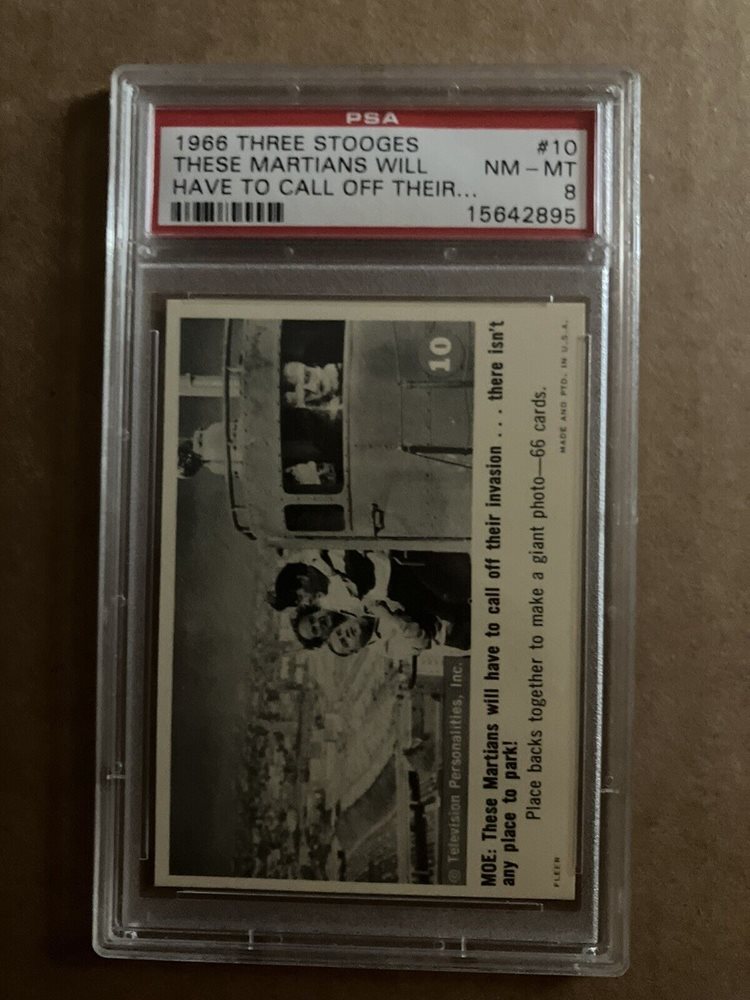 PSA
1966 THREE STOOGES #10
THESE MARTIANS WILL NM - MT
HAVE TO CALL OFF THEIR... 8
15642895
10
© Television Personalities, Inc.
MOE: These Martians will have to call off their invasion . . . there isn't
any place to park!
Place backs together to make a giant photo—66 cards.
FLEER MADE AND PTD. IN U.S.A.